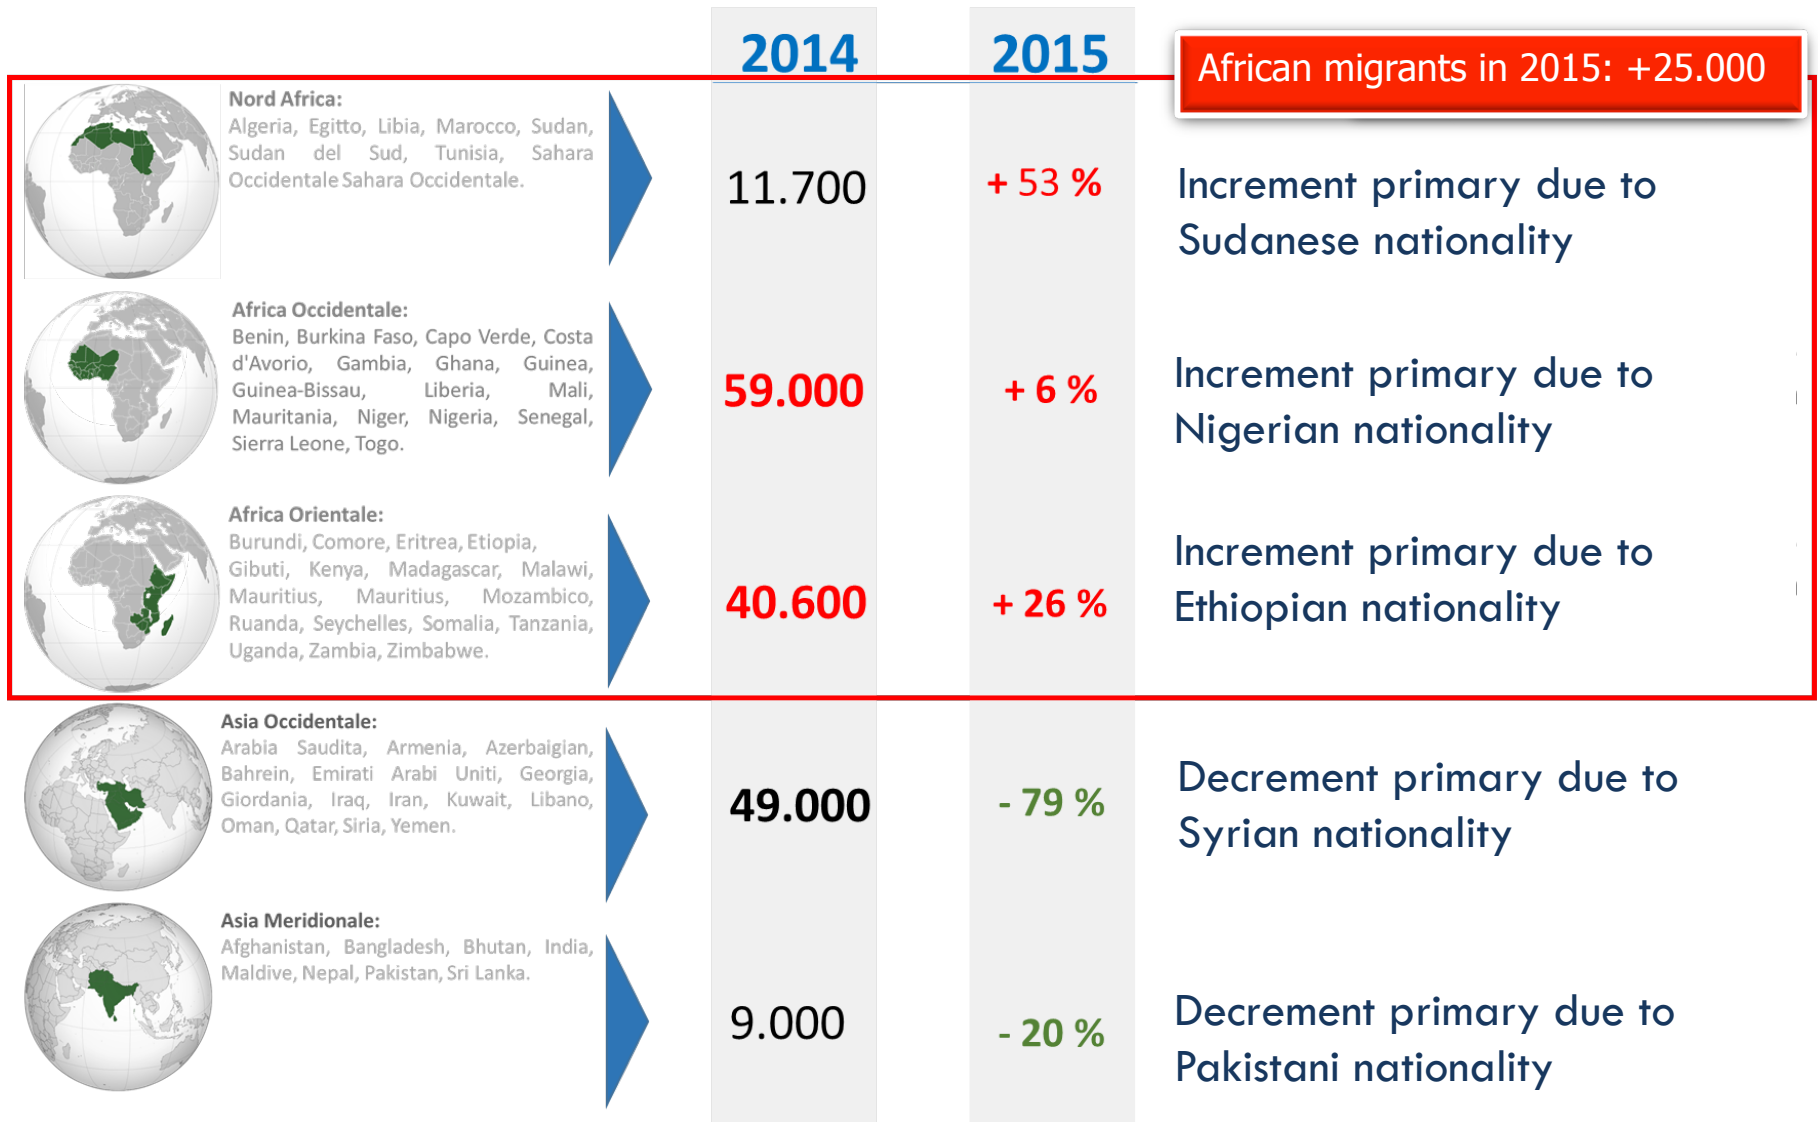 2014
2015
African migrants in 2015: +25.000
Nord Africa:
Algeria, Egitto, Libia, Marocco, Sudan,
Sudan del Sud, Tunisia, Sahara
Occidentale Sahara Occidentale.
11.700
+ 53 %
Increment primary due to
Sudanese nationality
Africa Occidentale:
Benin, Burkina Faso, Capo Verde, Costa
d'Avorio, Gambia, Ghana, Guinea,
Guinea-Bissau, Liberia, Mali,
Mauritania, Niger, Nigeria, Senegal,
Sierra Leone, Togo.
59.000
+ 6 %
Increment primary due to
Nigerian nationality
Africa Orientale:
Burundi, Comore, Eritrea, Etiopia,
Gibuti, Kenya, Madagascar, Malawi,
Mauritius, Mauritius, Mozambico,
Ruanda, Seychelles, Somalia, Tanzania,
Uganda, Zambia, Zimbabwe.
40.600
+ 26 %
Increment primary due to
Ethiopian nationality
Asia Occidentale:
Arabia Saudita, Armenia, Azerbaigian,
Bahrein, Emirati Arabi Uniti, Georgia,
Giordania, Iraq, Iran, Kuwait, Libano,
Oman, Qatar, Siria, Yemen.
49.000
- 79 %
Decrement primary due to
Syrian nationality
Asia Meridionale:
Afghanistan, Bangladesh, Bhutan, India,
Maldive, Nepal, Pakistan, Sri Lanka.
9.000
- 20 %
Decrement primary due to
Pakistani nationality